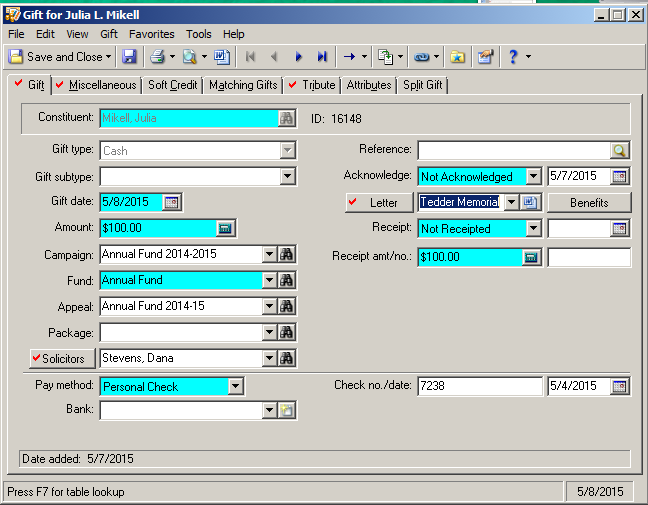 Gift for Julia L. Mikell
File Edit View Gift Favorites Tools Help
Save and Close
Gift Miscellaneous Soft Credit Matching Gifts Tribute Attributes Split Gift
Constituent: Mikell, Julia ID: 16148
Gift type: Cash Reference:
Gift subtype: Acknowledge: Not Acknowledged 5/7/2015
Gift date: 5/8/2015 Letter Tedder Memorial Benefits
Amount: $100.00 Receipt: Not Receipted
Campaign: Annual Fund 2014-2015 Receipt amt/no.: $100.00
Fund: Annual Fund
Appeal: Annual Fund 2014-15
Package:
Solicitors Stevens, Dana
Pay method: Personal Check Check no./date: 7238 5/4/2015
Bank:
Date added: 5/7/2015
Press F7 for table lookup 5/8/2015